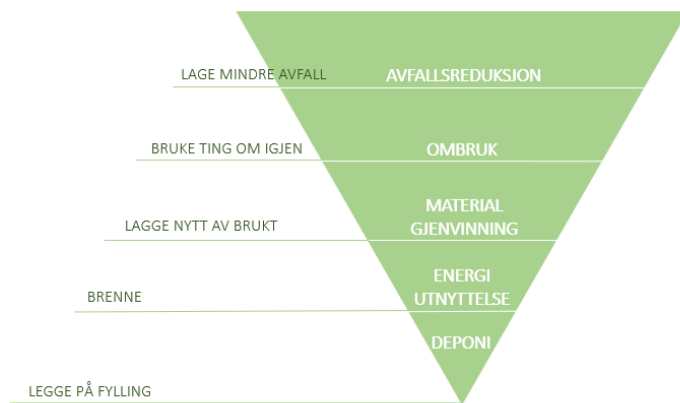 LAGE MINDRE AVFALL
AVFALLSREDUKSJON
BRUKE TING OM IGJEN
OMBRUK
LAGGE NYTT AV BRUKT
MATERIAL
GJENVINNING
BRENNE
ENERGI
UTNYTTELSE
DEPONI
LEGGE PÅ FYLLING